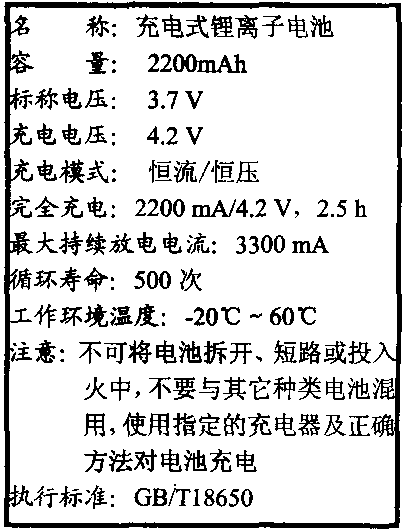 名　　称：充电式锂离子电池
容　　量：2200mAh
标称电压：3.7 V
充电电压：4.2 V
充电模式：恒流/恒压
完全充电：2200 mA/4.2 V，2.5 h
最大持续放电电流：3300 mA
循环寿命：500 次
工作环境温度：-20℃ ~ 60℃
注意：不可将电池拆开、短路或投入
火中，不要与其它种类电池混
用，使用指定的充电器及正确
方法对电池充电
执行标准：GB/T18650